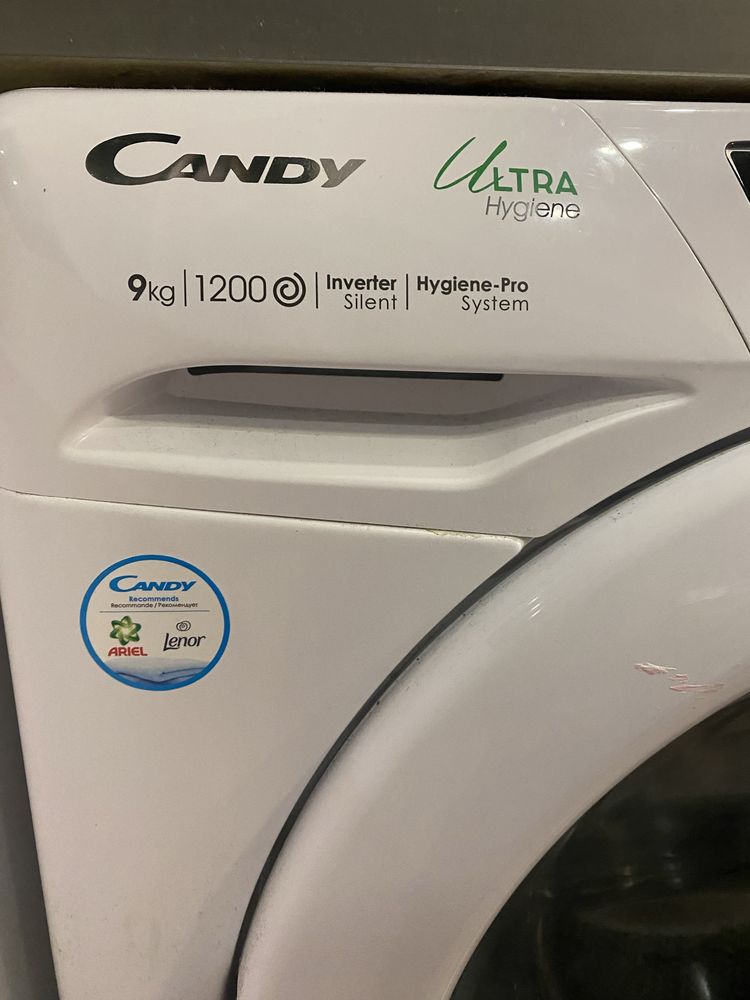 CANDY
ULTRA
Hygiene
9kg | 1200 | Inverter Silent | Hygiene-Pro System
CANDY
Recommends
Recommande / Рекомендует
ARIEL
Lenor